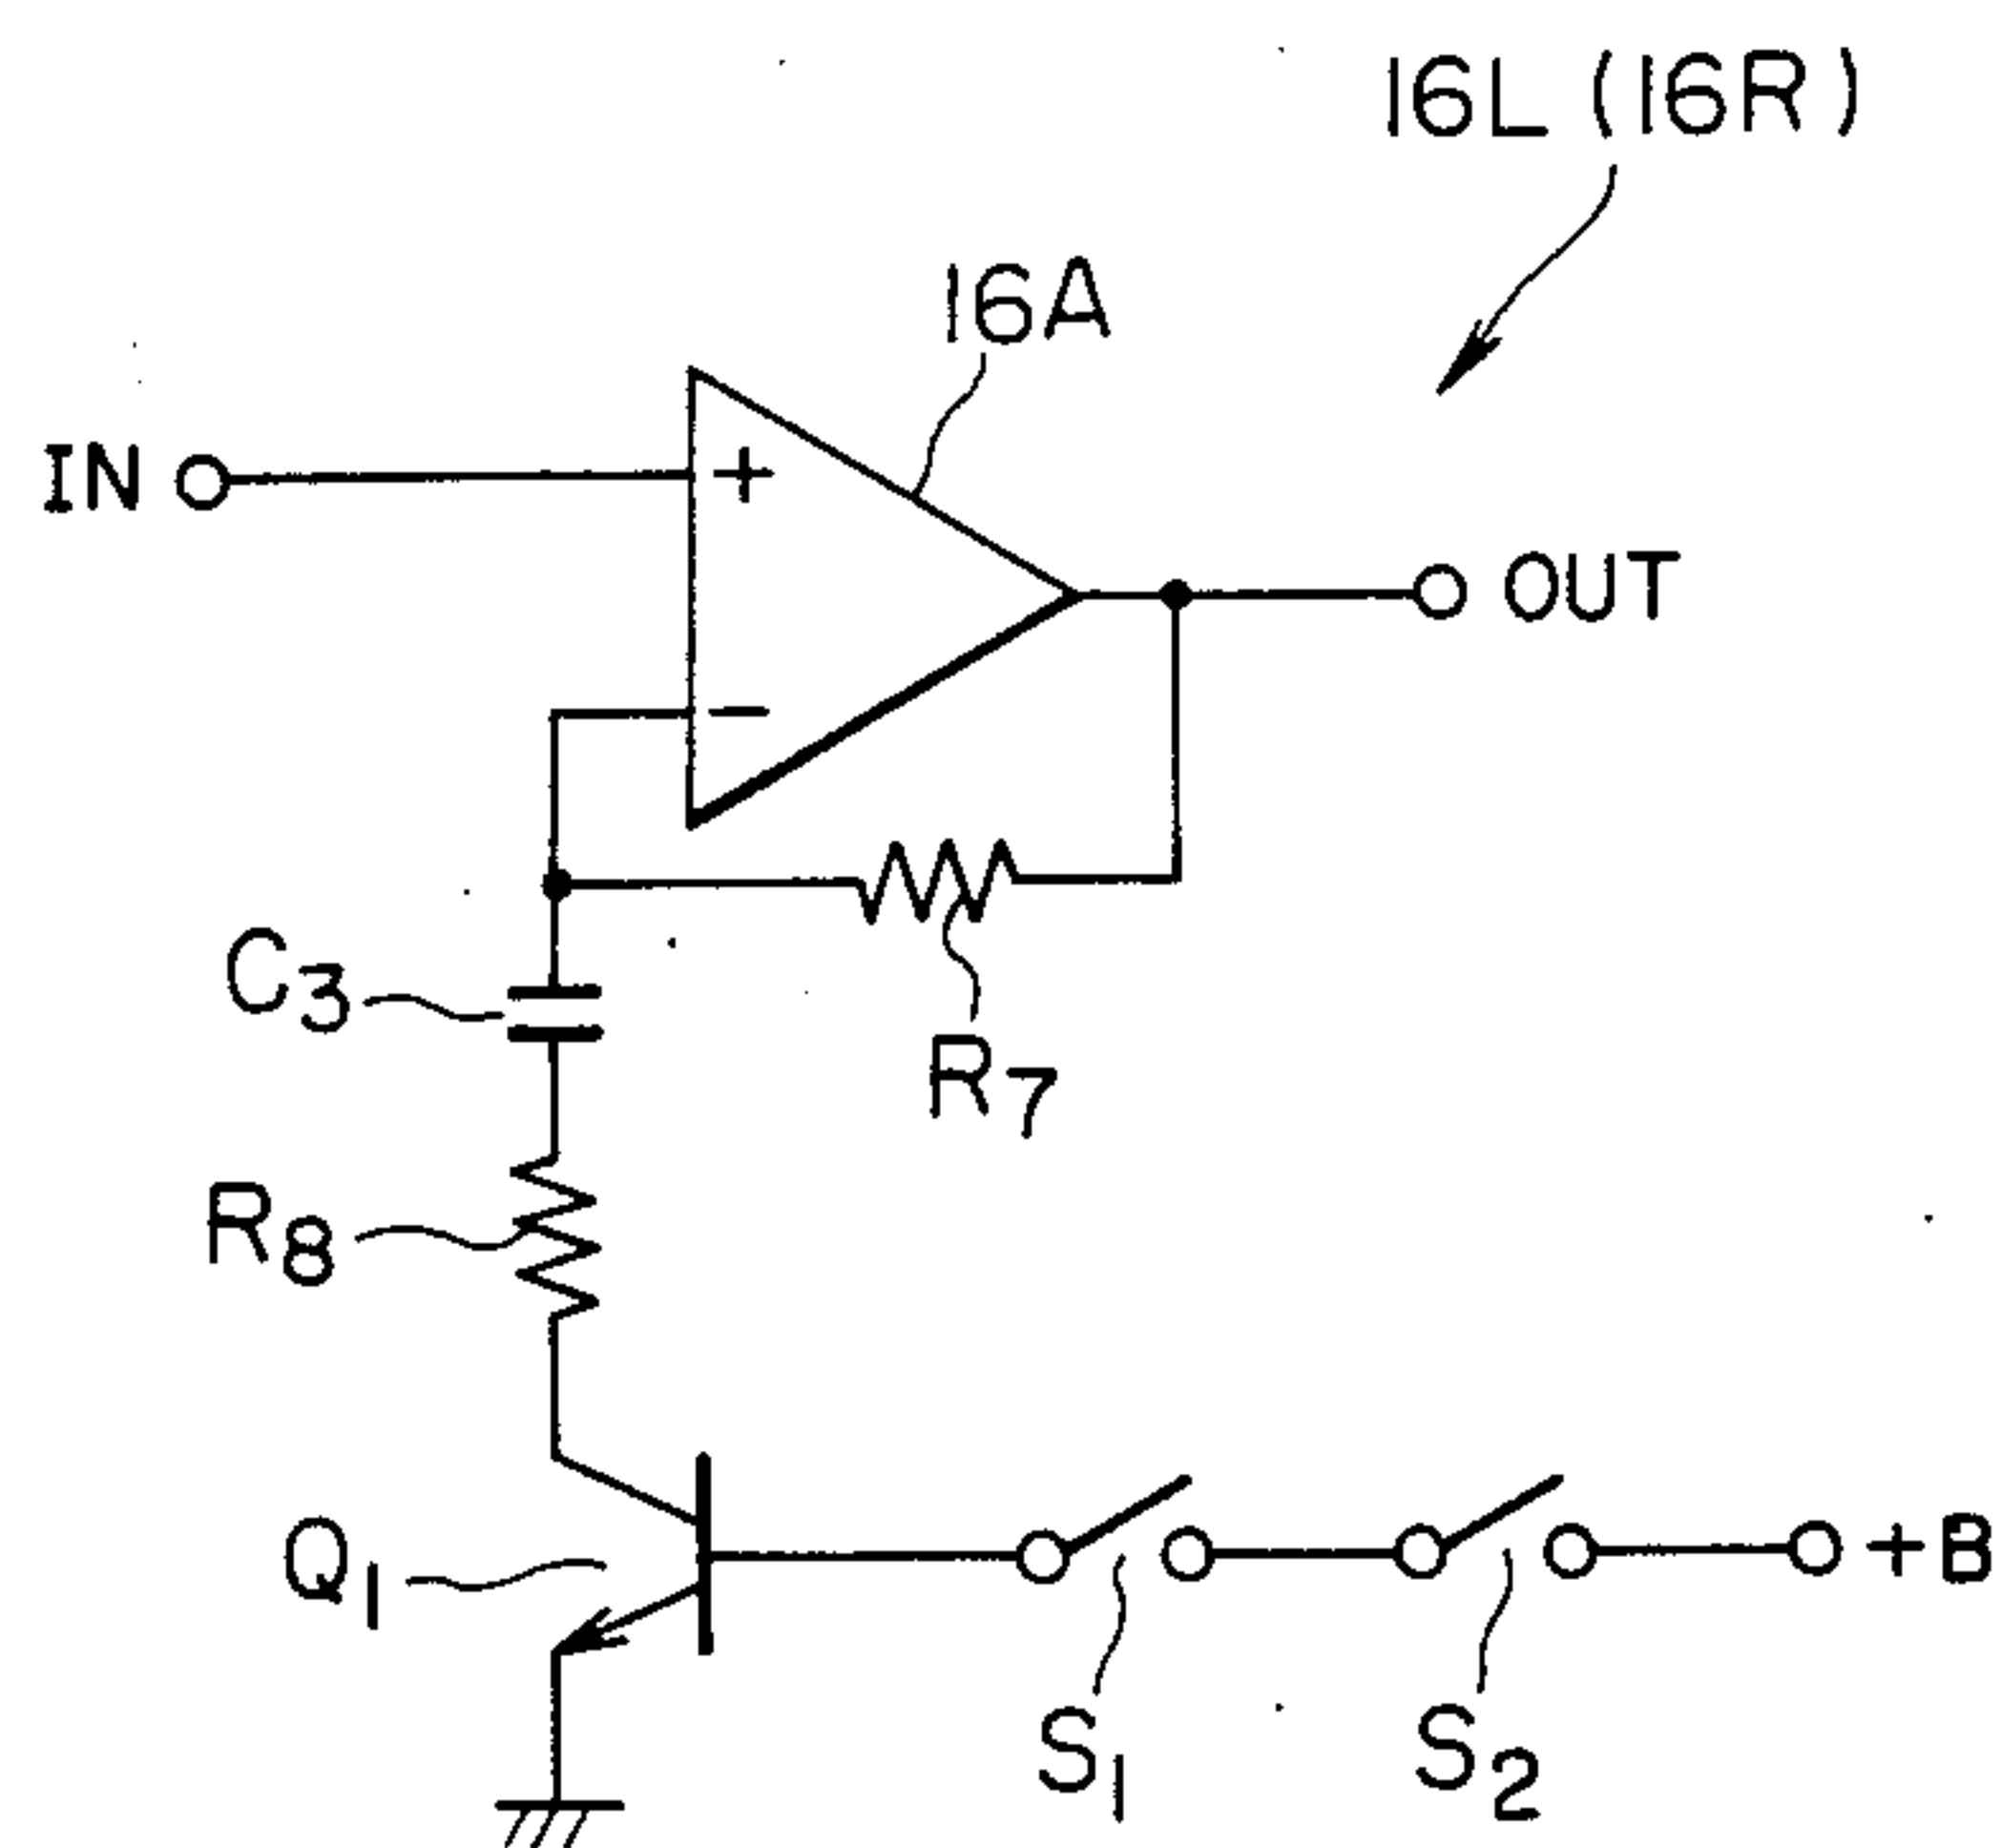 16L (16R)
16A
IN
+
OUT
−
C3
R7
R8
Q1
+B
S1
S2